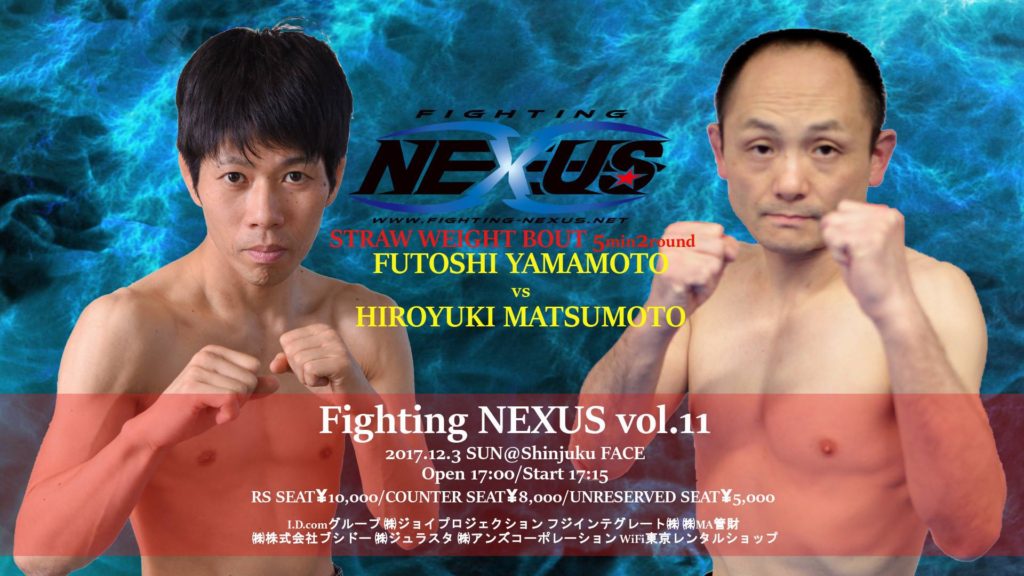 FIGHTING
NEXUS
WWW.FIGHTING-NEXUS.NET
STRAW WEIGHT BOUT 5min2round
FUTOSHI YAMAMOTO
vs
HIROYUKI MATSUMOTO
Fighting NEXUS vol.11
2017.12.3 SUN@Shinjuku FACE
Open 17:00/Start 17:15
RS SEAT¥10,000/COUNTER SEAT¥8,000/UNRESERVED SEAT¥5,000
I.D.comグループ ㈱ジョイプロジェクション フジインテグレート㈱ ㈱MA管財
㈱株式会社ブシドー ㈱ジュラスタ ㈱アンズコーポレーション WiFi東京レンタルショップ